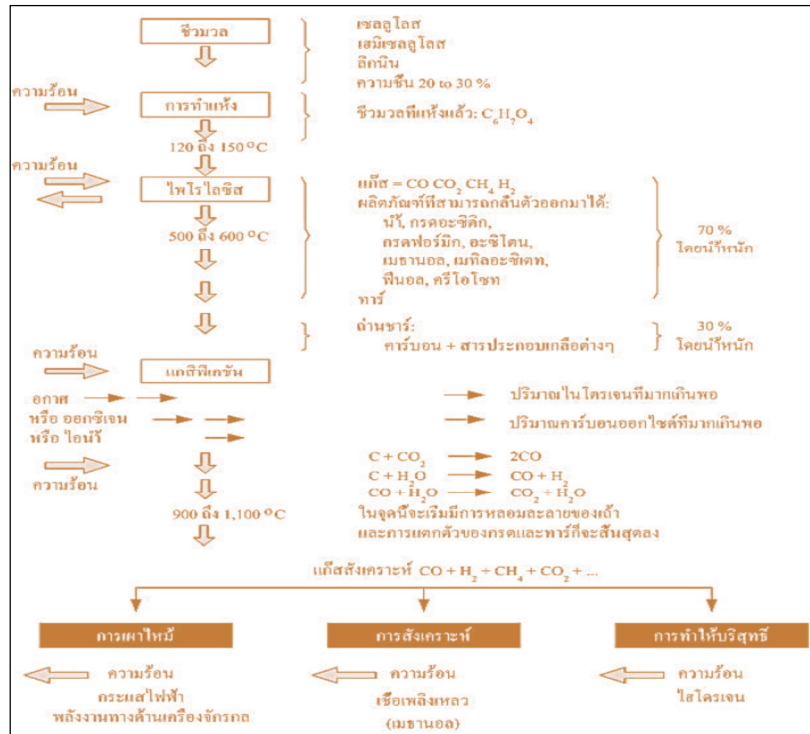 ชีวมวล
เซลลูโลส
เฮมิเซลลูโลส
ลิกนิน
ความชื้น 20 to 30 %
ความร้อน
การทำแห้ง
ชีวมวลที่แห้งแล้ว: C₆H₇O₄
120 ถึง 150 °C
ความร้อน
ไพโรไลซิส
500 ถึง 600 °C
แก๊ส = CO CO₂ CH₄ H₂
ผลิตภัณฑ์ที่สามารถกลั่นตัวออกมาได้:
น้ำ, กรดอะซิติก,
กรดฟอร์มิก, อะซิโตน,
เมธานอล, เมทิลอะซิเตท,
ฟีนอล, ครีโอโซท
ทาร์
70 %
โดยน้ำหนัก
ถ่านชาร์:
คาร์บอน + สารประกอบเกลือต่างๆ
30 %
โดยน้ำหนัก
ความร้อน
แกสิฟิเคชัน
อากาศ
หรือ ออกซิเจน
หรือ ไอน้ำ
ปริมาณไนโตรเจนที่มากเกินพอ
ปริมาณคาร์บอนออกไซด์ที่มากเกินพอ
ความร้อน
C + CO₂ → 2CO
C + H₂O → CO + H₂
CO + H₂O → CO₂ + H₂O
900 ถึง 1,100 °C
ในจุดนี้จะเริ่มมีการหลอมละลายของเถ้า
และการแตกตัวของกรดและทาร์ก็จะสิ้นสุดลง
แก๊สสังเคราะห์ CO + H₂ + CH₄ + CO₂ + ...
การเผาไหม้
การสังเคราะห์
การทำให้บริสุทธิ์
ความร้อน
กระแสไฟฟ้า
พลังงานทางด้านเครื่องจักรกล
ความร้อน
เชื้อเพลิงเหลว
(เมธานอล)
ความร้อน
ไฮโดรเจน